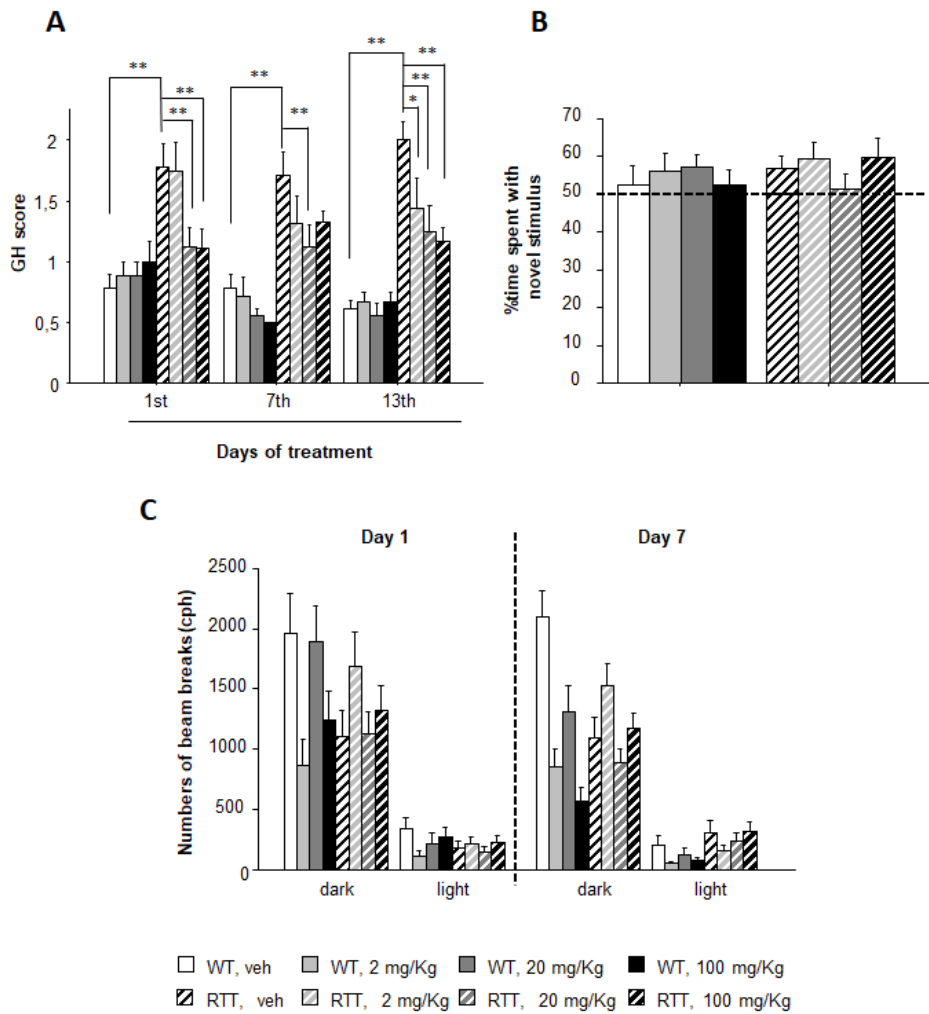 A
** ** ** ** ** ** ** ** *
GH score
2
1.5
1
0,5
0
1st 7th 13th
Days of treatment
B
%time spent with
novel stimulus
70
60
50
40
30
20
10
0
C
Day 1 Day 7
Numbers of beam breaks (cph)
2500
2000
1500
1000
500
0
dark light dark light
WT, veh WT, 2 mg/Kg WT, 20 mg/Kg WT, 100 mg/Kg
RTT, veh RTT, 2 mg/Kg RTT, 20 mg/Kg RTT, 100 mg/Kg